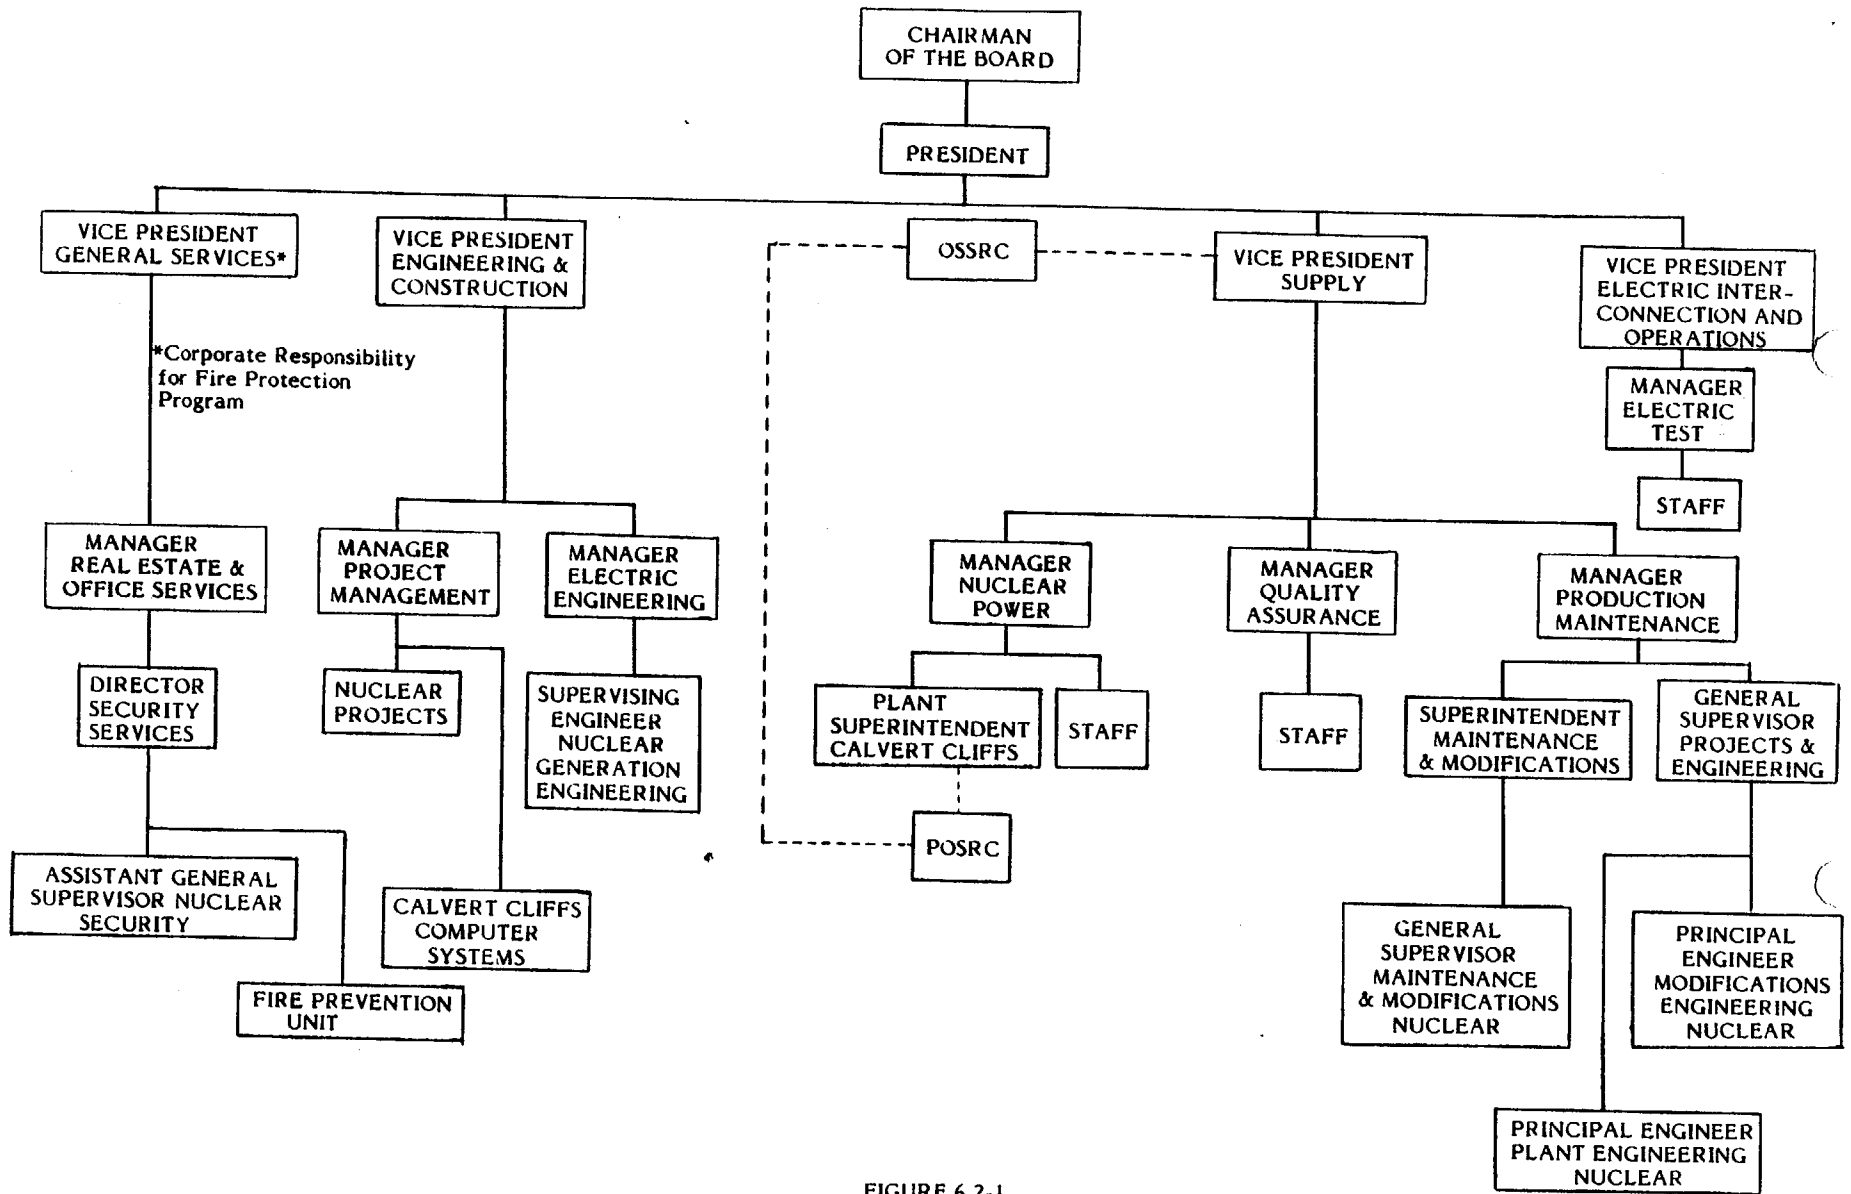 CHAIRMAN
OF THE BOARD
PRESIDENT
VICE PRESIDENT
GENERAL SERVICES*
VICE PRESIDENT
ENGINEERING &
CONSTRUCTION
OSSRC
VICE PRESIDENT
SUPPLY
VICE PRESIDENT
ELECTRIC INTER-
CONNECTION AND
OPERATIONS
*Corporate Responsibility
for Fire Protection
Program
MANAGER
ELECTRIC
TEST
STAFF
MANAGER
REAL ESTATE &
OFFICE SERVICES
MANAGER
PROJECT
MANAGEMENT
MANAGER
ELECTRIC
ENGINEERING
MANAGER
NUCLEAR
POWER
MANAGER
QUALITY
ASSURANCE
MANAGER
PRODUCTION
MAINTENANCE
DIRECTOR
SECURITY
SERVICES
NUCLEAR
PROJECTS
SUPERVISING
ENGINEER
NUCLEAR
GENERATION
ENGINEERING
PLANT
SUPERINTENDENT
CALVERT CLIFFS
STAFF
STAFF
SUPERINTENDENT
MAINTENANCE
& MODIFICATIONS
GENERAL
SUPERVISOR
PROJECTS &
ENGINEERING
POSRC
ASSISTANT GENERAL
SUPERVISOR NUCLEAR
SECURITY
CALVERT CLIFFS
COMPUTER
SYSTEMS
FIRE PREVENTION
UNIT
GENERAL
SUPERVISOR
MAINTENANCE
& MODIFICATIONS
NUCLEAR
PRINCIPAL
ENGINEER
MODIFICATIONS
ENGINEERING
NUCLEAR
PRINCIPAL ENGINEER
PLANT ENGINEERING
NUCLEAR
FIGURE 6.2-1